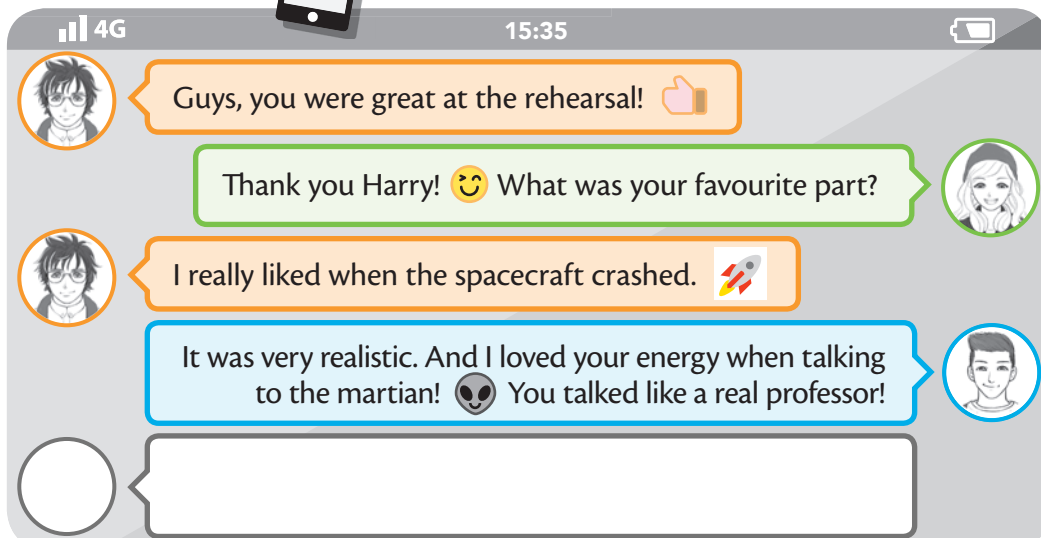 4G
15:35
Guys, you were great at the rehearsal!
Thank you Harry! What was your favourite part?
I really liked when the spacecraft crashed.
It was very realistic. And I loved your energy when talking
to the martian! You talked like a real professor!